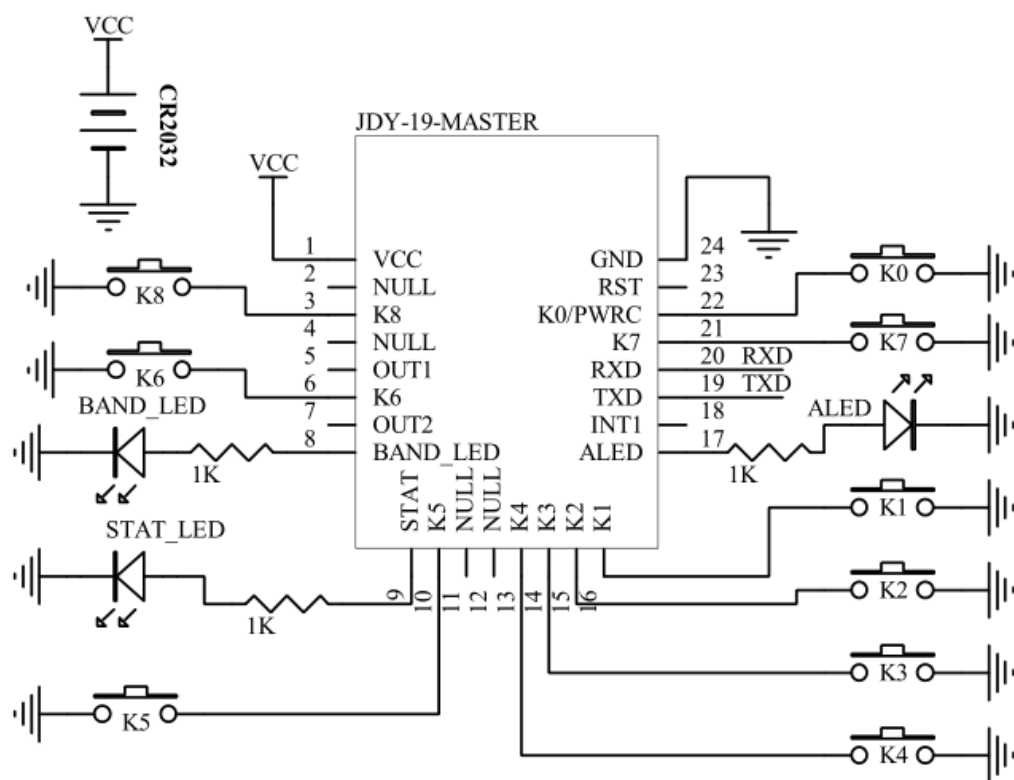 VCC
CR2032
JDY-19-MASTER
VCC
1
VCC
GND
24
2
NULL
RST
23
K8
3
K8
K0/PWRC
22
K0
4
NULL
K7
21
K7
5
OUT1
RXD
20
RXD
K6
6
K6
TXD
19
TXD
7
OUT2
INT1
18
BAND_LED
8
BAND_LED
ALED
17
ALED
1K
1K
STAT
K5
NULL
NULL
K4
K3
K2
K1
K1
STAT_LED
9
10
11
12
13
14
15
16
K2
1K
K3
K5
K4